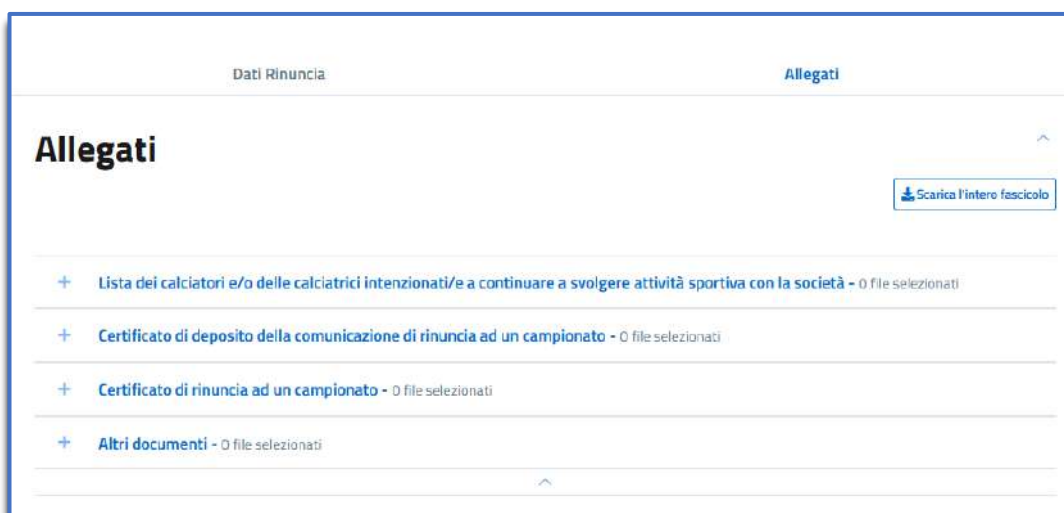 Dati Rinuncia
Allegati
Allegati
Scarica l'intero fascicolo
+ Lista dei calciatori e/o delle calciatrici intenzionati/e a continuare a svolgere attività sportiva con la società - 0 file selezionati
+ Certificato di deposito della comunicazione di rinuncia ad un campionato - 0 file selezionati
+ Certificato di rinuncia ad un campionato - 0 file selezionati
+ Altri documenti - 0 file selezionati